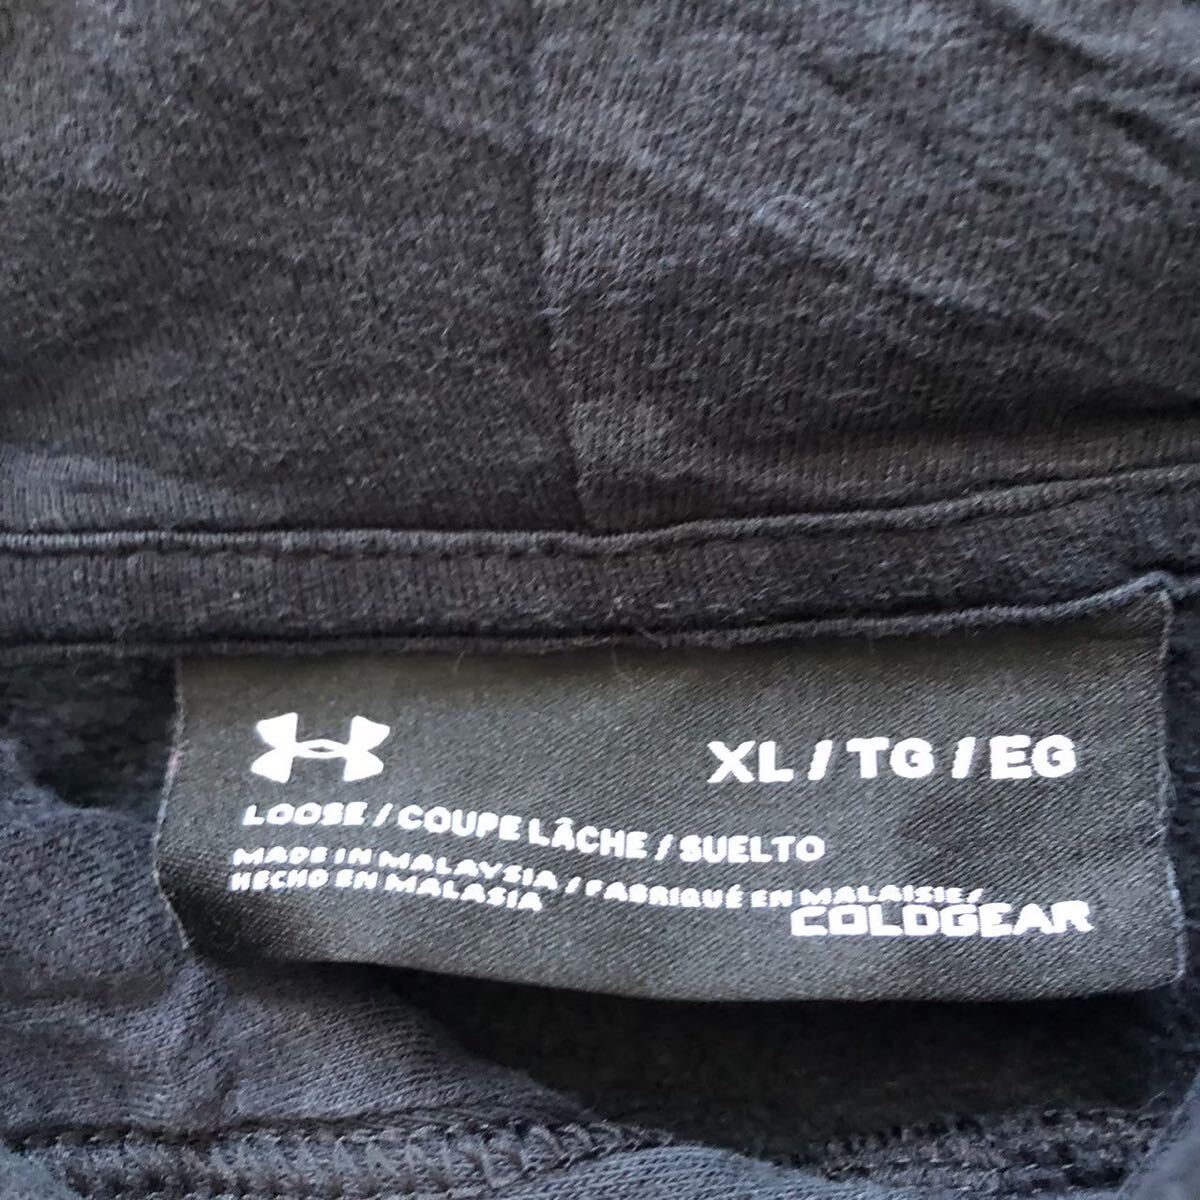 XL / TG / EG
LOOSE / COUPE LÂCHE / SUELTO
MADE IN MALAYSIA / FABRIQUÉ EN MALAISIE /
HECHO EN MALASIA
COLDGEAR